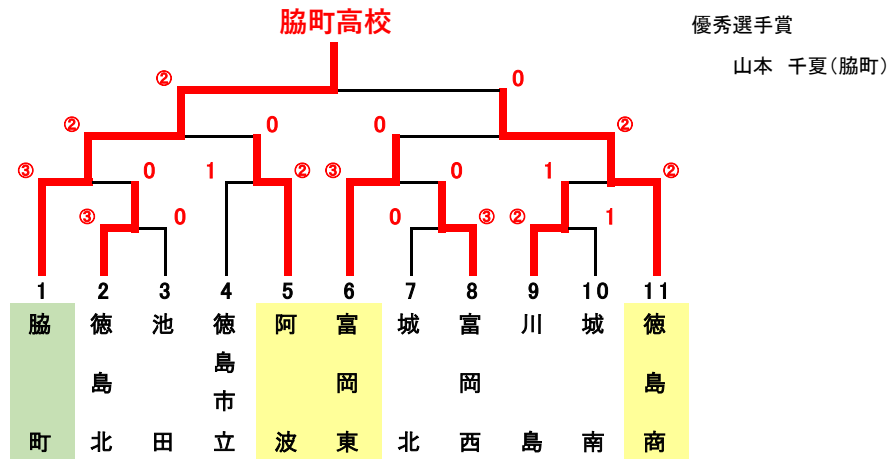 脇町高校
優秀選手賞
山本　千夏(脇町)
② 0
② 0 0 ②
③ 0 1 ② ③ 0 1 ②
③ 0 0 ③ ② 1
1 2 3 4 5 6 7 8 9 10 11
脇町
徳島北
池田
徳島市立
阿波
富岡東
城北
富岡西
川島
城南
徳島商